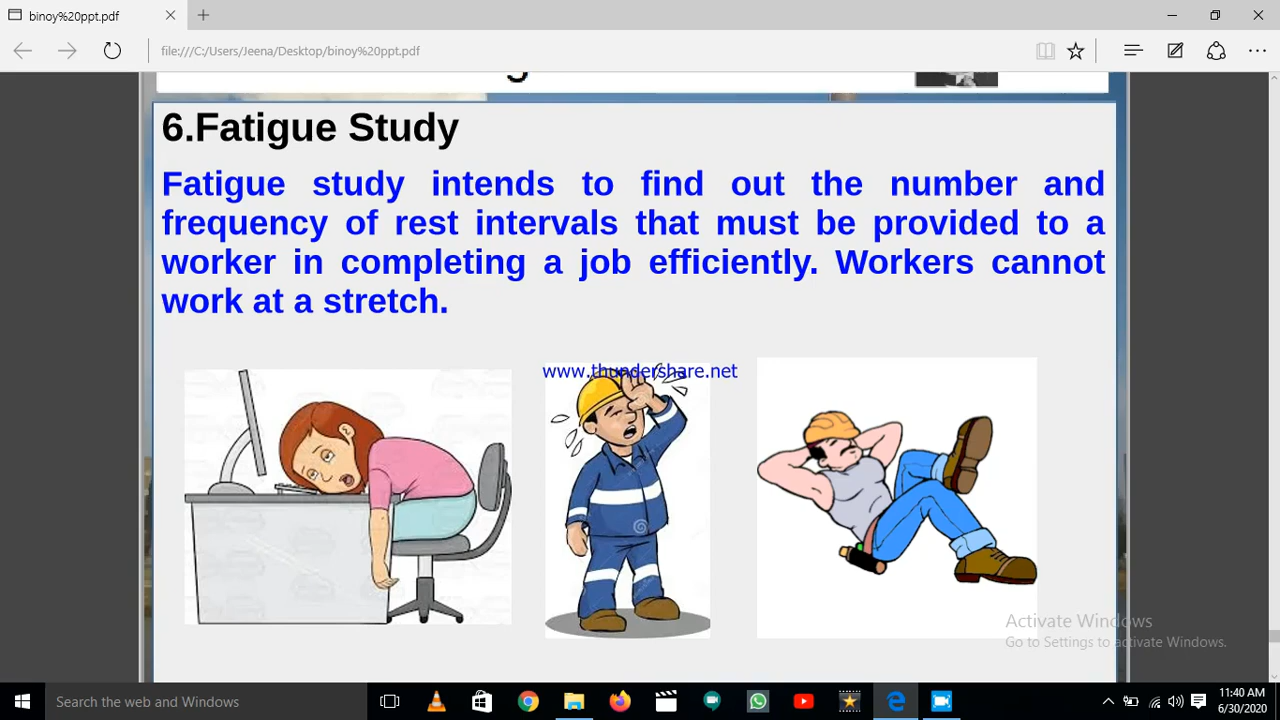 binoy%20ppt.pdf
file:///C:/Users/Jeena/Desktop/binoy%20ppt.pdf
6.Fatigue Study
Fatigue study intends to find out the number and
frequency of rest intervals that must be provided to a
worker in completing a job efficiently. Workers cannot
work at a stretch.
www.thundershare.net
Activate Windows
Go to Settings to activate Windows.
Search the web and Windows
11:40 AM
6/30/2020